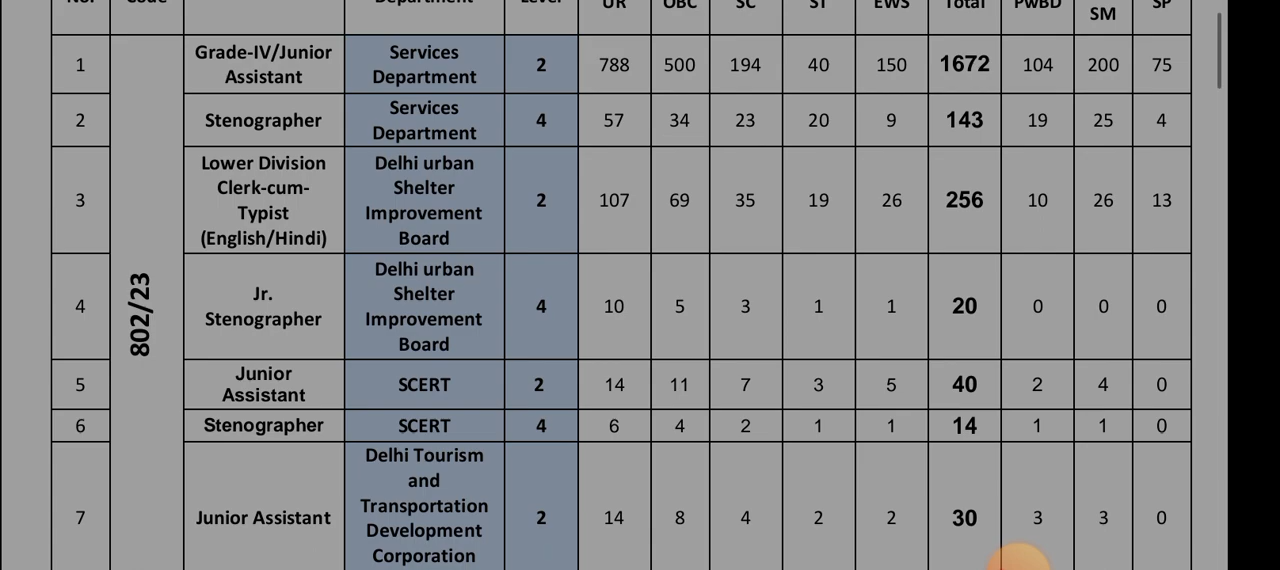 No. Code Department Level UR OBC SC ST EWS Total PwBD SM SP
1 Grade-IV/Junior Assistant Services Department 2 788 500 194 40 150 1672 104 200 75
2 Stenographer Services Department 4 57 34 23 20 9 143 19 25 4
3 Lower Division Clerk-cum-Typist (English/Hindi) Delhi urban Shelter Improvement Board 2 107 69 35 19 26 256 10 26 13
802/23
4 Jr. Stenographer Delhi urban Shelter Improvement Board 4 10 5 3 1 1 20 0 0 0
5 Junior Assistant SCERT 2 14 11 7 3 5 40 2 4 0
6 Stenographer SCERT 4 6 4 2 1 1 14 1 1 0
7 Junior Assistant Delhi Tourism and Transportation Development Corporation 2 14 8 4 2 2 30 3 3 0